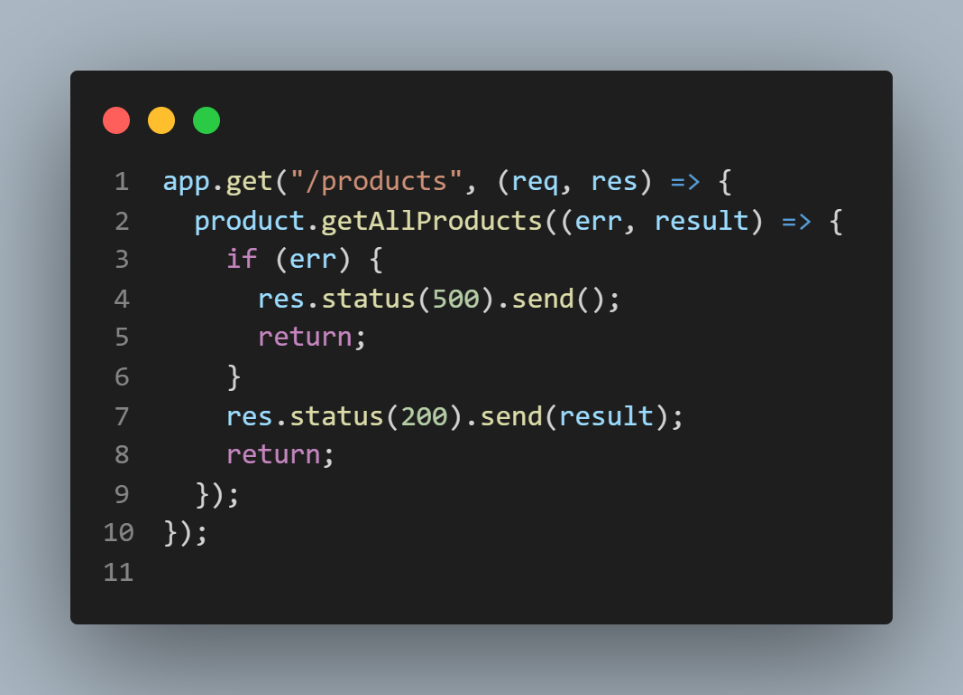 1 app.get("/products", (req, res) => {
2   product.getAllProducts((err, result) => {
3     if (err) {
4       res.status(500).send();
5       return;
6     }
7     res.status(200).send(result);
8     return;
9   });
10 });
11